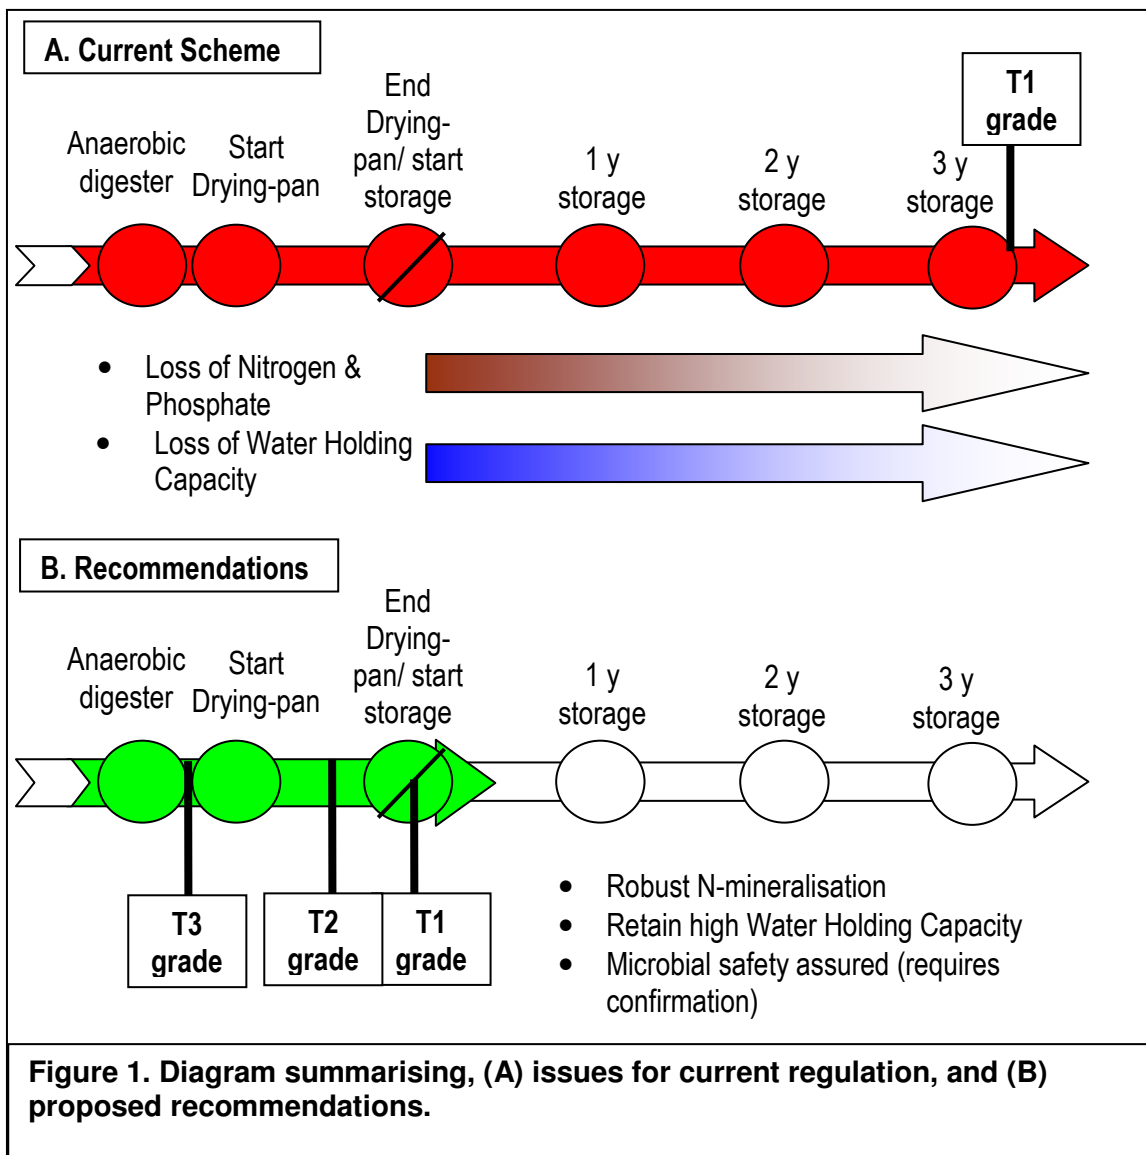 A. Current Scheme
T1
grade
Anaerobic
digester
Start
Drying-pan
End
Drying-
pan/ start
storage
1 y
storage
2 y
storage
3 y
storage
• Loss of Nitrogen &
Phosphate
• Loss of Water Holding
Capacity
B. Recommendations
Anaerobic
digester
Start
Drying-pan
End
Drying-
pan/ start
storage
1 y
storage
2 y
storage
3 y
storage
T3
grade
T2
grade
T1
grade
• Robust N-mineralisation
• Retain high Water Holding Capacity
• Microbial safety assured (requires
confirmation)
Figure 1. Diagram summarising, (A) issues for current regulation, and (B)
proposed recommendations.